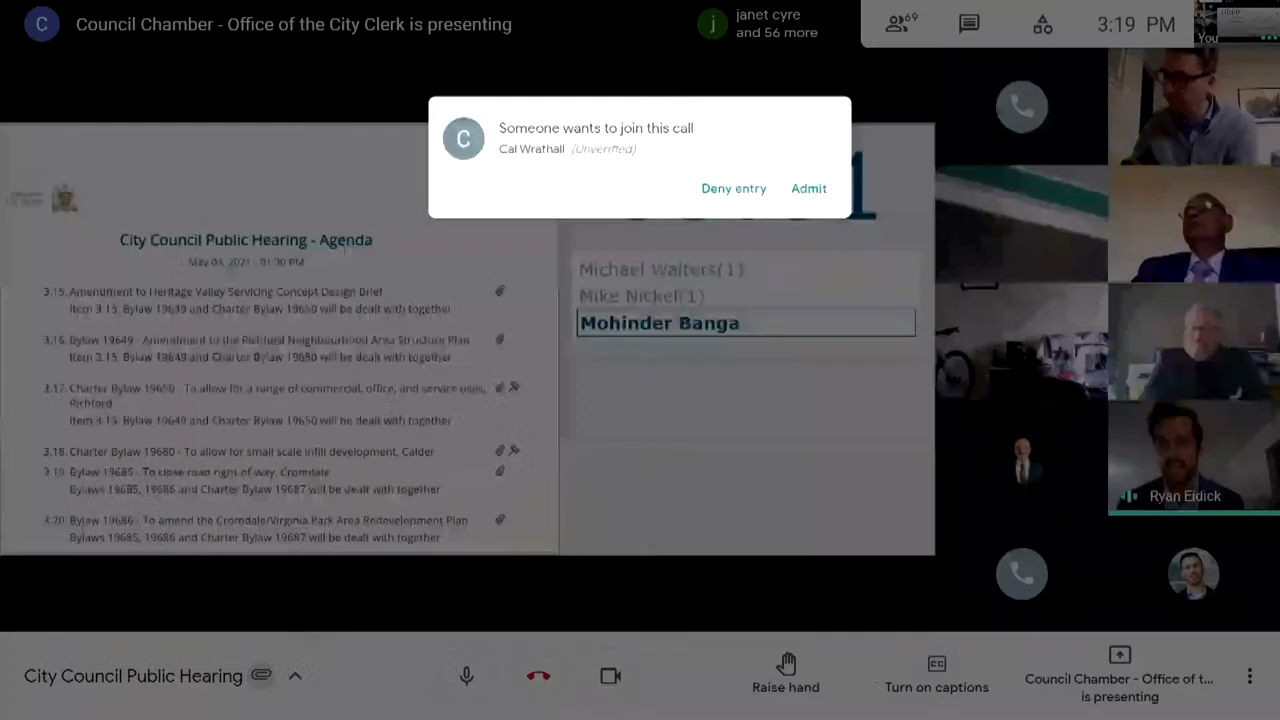 C
Council Chamber - Office of the City Clerk is presenting
j
janet cyre
and 56 more
69
3:19 PM
You
Someone wants to join this call
C
Cal Wrathall (Unverified)
Deny entry
Admit
City Council Public Hearing - Agenda
May 04, 2021 - 01:30 PM
3.15. Amendment to Heritage Valley Servicing Concept Design Brief
Item 3.15, Bylaw 19649 and Charter Bylaw 19650 will be dealt with together
3.16. Bylaw 19649 - Amendment to the Richford Neighbourhood Area Structure Plan
Item 3.15, Bylaw 19649 and Charter Bylaw 19650 will be dealt with together
3.17. Charter Bylaw 19650 - To allow for a range of commercial, office, and service uses,
Richford
Item 3.15, Bylaw 19649 and Charter Bylaw 19650 will be dealt with together
3.18. Charter Bylaw 19680 - To allow for small scale infill development, Calder
3.19. Bylaw 19685 - To close road right-of-way, Cromdale
Bylaws 19685, 19686 and Charter Bylaw 19687 will be dealt with together
3.20. Bylaw 19686 - To amend the Cromdale/Virginia Park Area Redevelopment Plan
Bylaws 19685, 19686 and Charter Bylaw 19687 will be dealt with together
Michael Walters(1)
Mike Nickel(1)
Mohinder Banga
Ryan Eidick
City Council Public Hearing
Raise hand
CC
Turn on captions
Council Chamber - Office of t...
is presenting